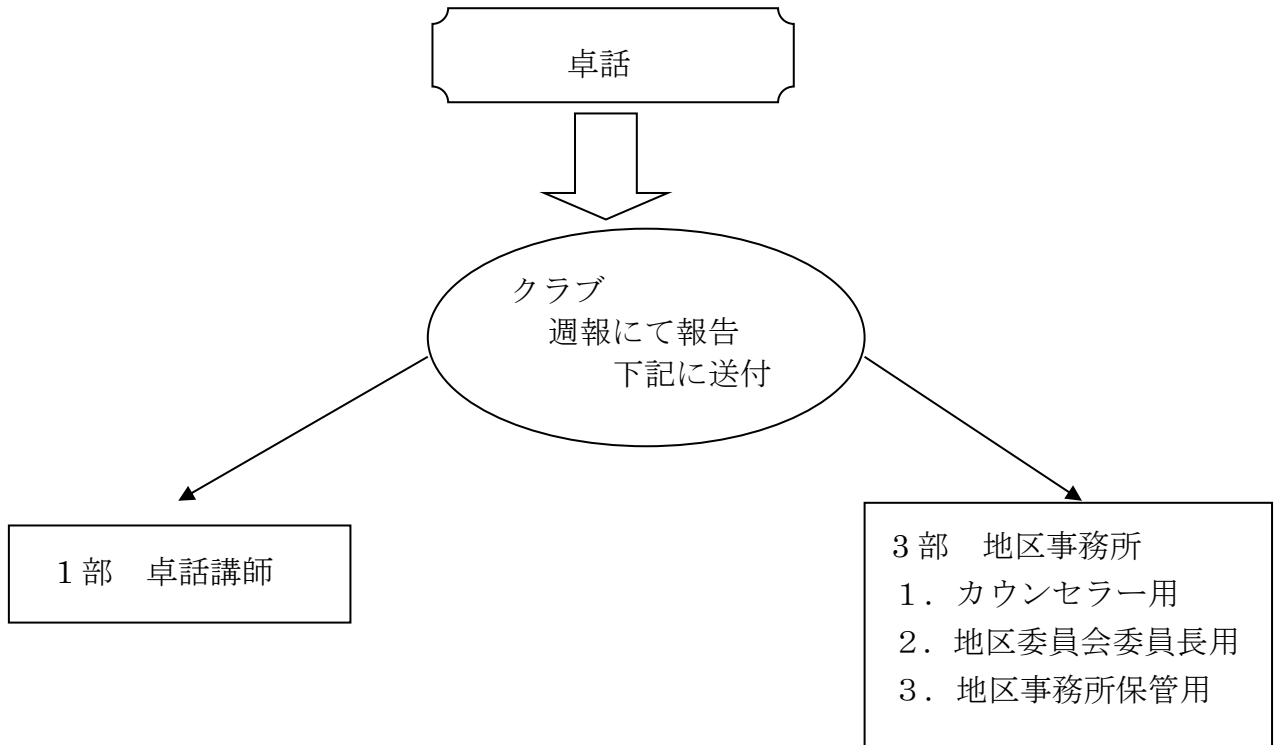 卓話
クラブ
週報にて報告
下記に送付
1部　卓話講師
3部　地区事務所
１．カウンセラー用
２．地区委員会委員長用
３．地区事務所保管用